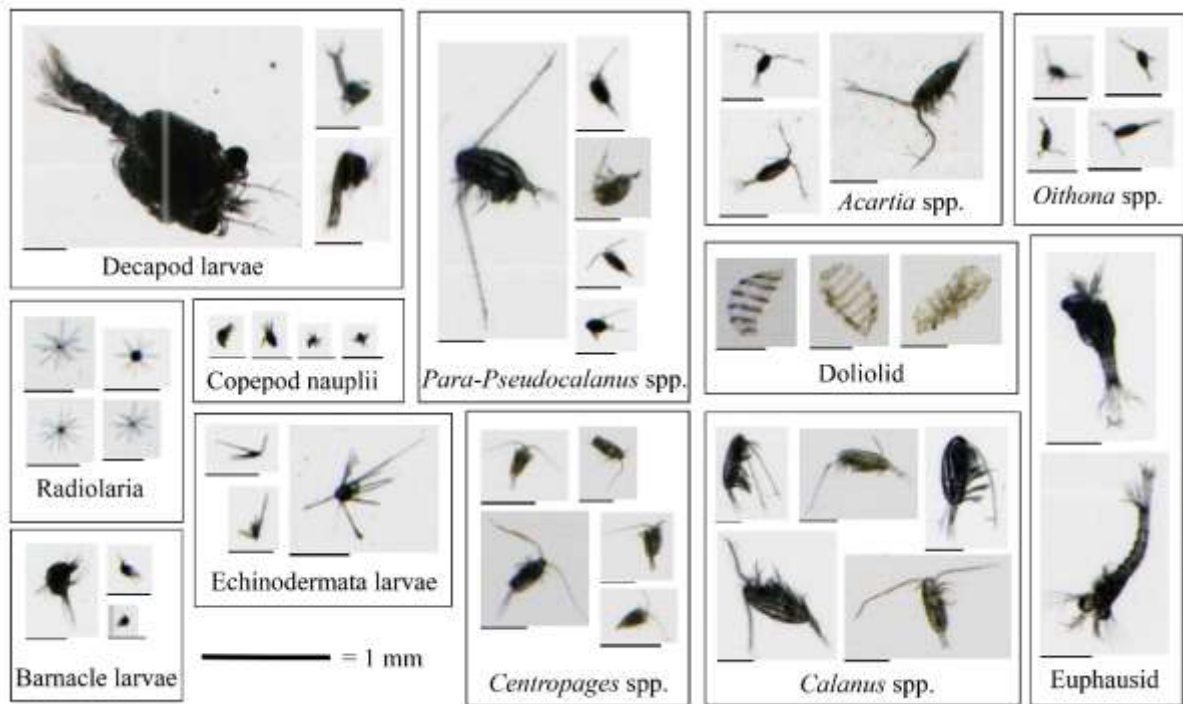 Decapod larvae
Para-Pseudocalanus spp.
Acartia spp.
Oithona spp.
Radiolaria
Copepod nauplii
Doliolid
Echinodermata larvae
Barnacle larvae
= 1 mm
Centropages spp.
Calanus spp.
Euphausid